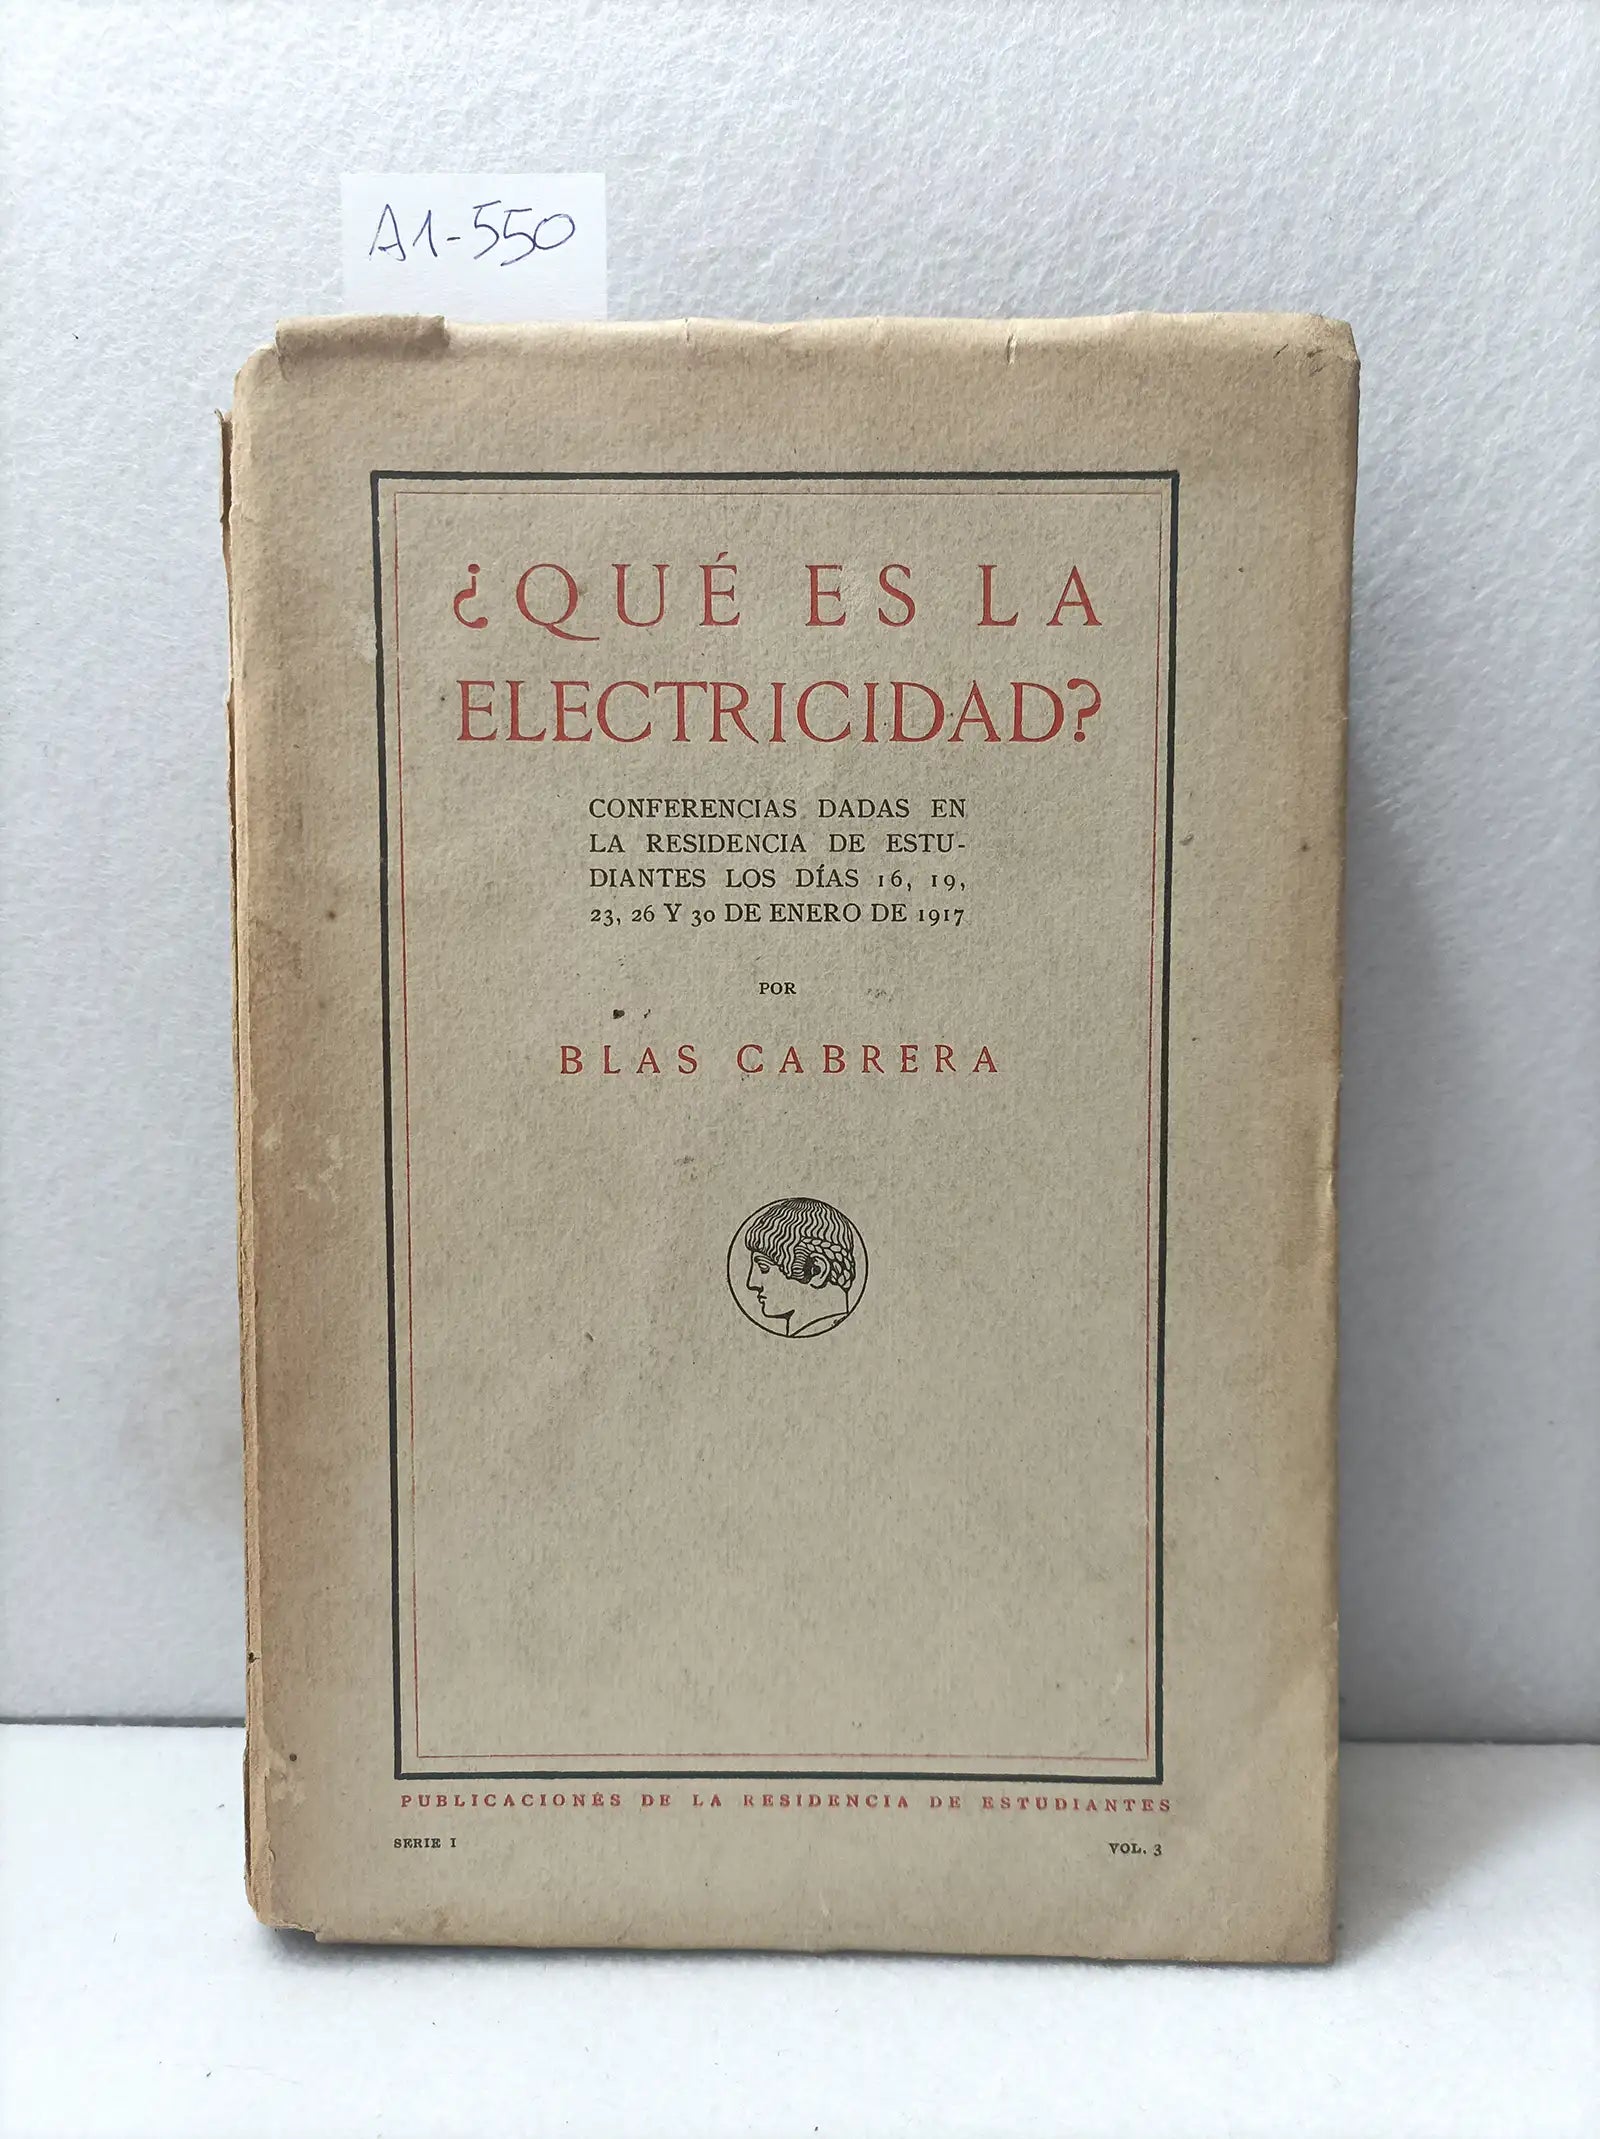 A1-550
¿QUÉ ES LA
ELECTRICIDAD?
CONFERENCIAS DADAS EN
LA RESIDENCIA DE ESTU-
DIANTES LOS DÍAS 16, 19,
23, 26 Y 30 DE ENERO DE 1917
POR
BLAS CABRERA
PUBLICACIONES DE LA RESIDENCIA DE ESTUDIANTES
SERIE I
VOL. 3